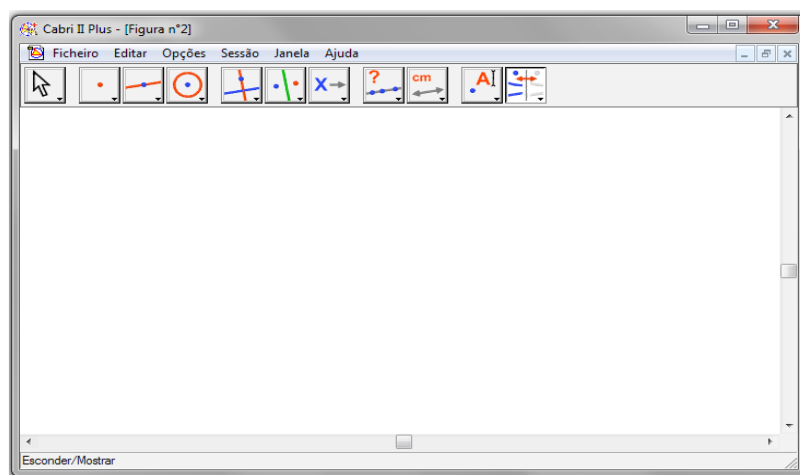 Cabri II Plus - [Figura n°2]
Ficheiro Editar Opções Sessão Janela Ajuda
X ? cm A
Esconder/Mostrar